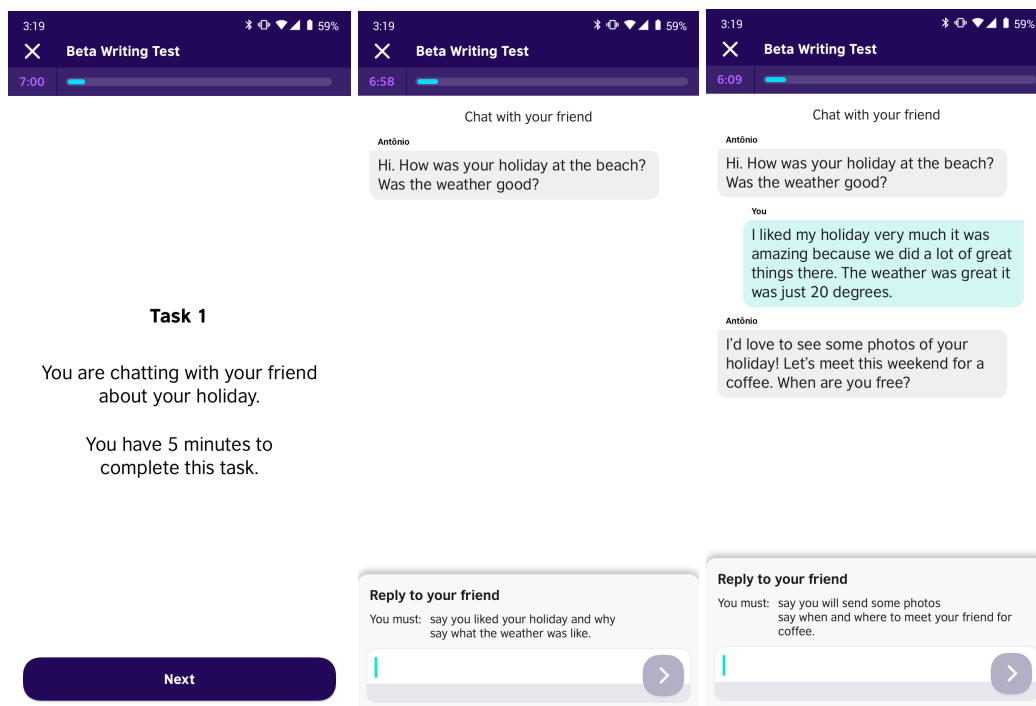 3:19
59%
Beta Writing Test
7:00
Task 1
You are chatting with your friend
about your holiday.
You have 5 minutes to
complete this task.
Next
3:19
59%
Beta Writing Test
6:58
Chat with your friend
Antônio
Hi. How was your holiday at the beach?
Was the weather good?
Reply to your friend
You must: say you liked your holiday and why
say what the weather was like.
3:19
59%
Beta Writing Test
6:09
Chat with your friend
Antônio
Hi. How was your holiday at the beach?
Was the weather good?
You
I liked my holiday very much it was
amazing because we did a lot of great
things there. The weather was great it
was just 20 degrees.
Antônio
I'd love to see some photos of your
holiday! Let's meet this weekend for a
coffee. When are you free?
Reply to your friend
You must: say you will send some photos
say when and where to meet your friend for
coffee.